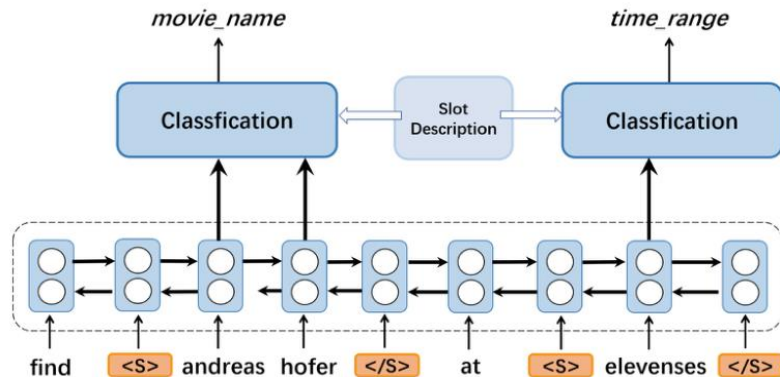 movie_name time_range
Classfication Slot Description Classfication
find <S> andreas hofer </S> at <S> elevenses </S>